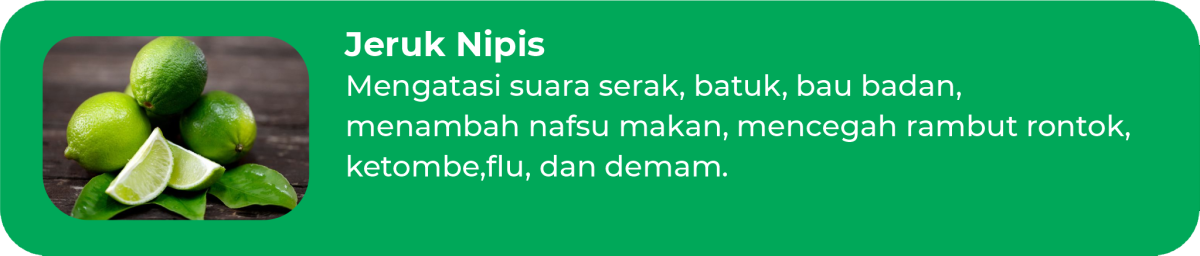 Jeruk Nipis
Mengatasi suara serak, batuk, bau badan,
menambah nafsu makan, mencegah rambut rontok,
ketombe,flu, dan demam.